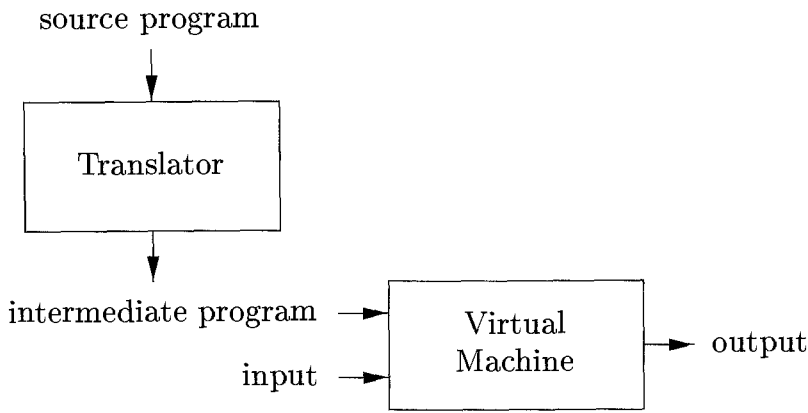 source program
Translator
intermediate program
input
Virtual
Machine
output